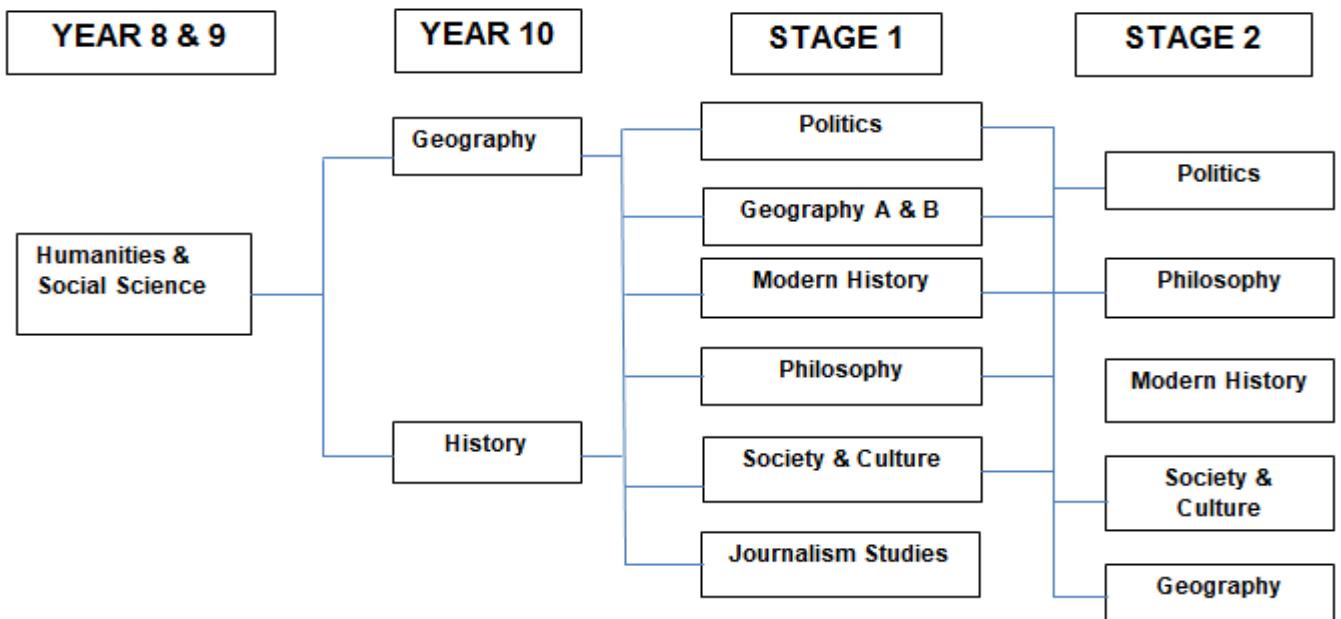 YEAR 8 & 9
YEAR 10
STAGE 1
STAGE 2
Humanities &
Social Science
Geography
History
Politics
Geography A & B
Modern History
Philosophy
Society & Culture
Journalism Studies
Politics
Philosophy
Modern History
Society &
Culture
Geography